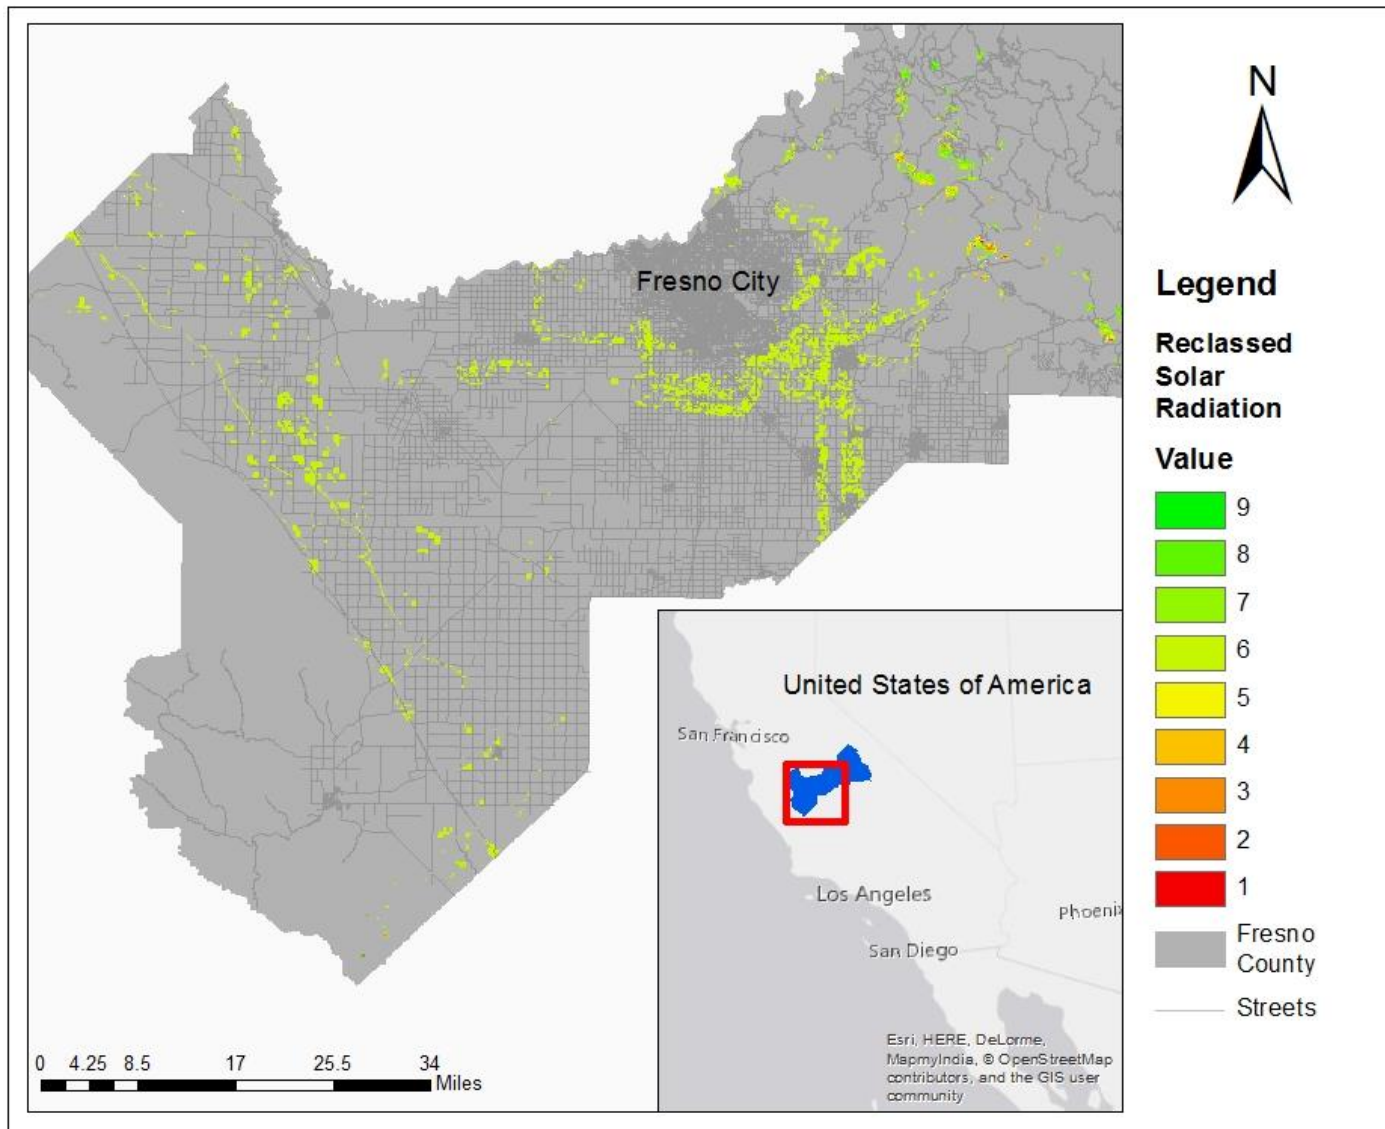 N
Fresno City
Legend
Reclassed
Solar
Radiation
Value
9
8
7
6
5
4
3
2
1
Fresno
County
Streets
United States of America
San Francisco
Los Angeles
San Diego
Phoenix
Esri, HERE, DeLorme,
MapmyIndia, © OpenStreetMap
contributors, and the GIS user
community
0 4.25 8.5 17 25.5 34
Miles